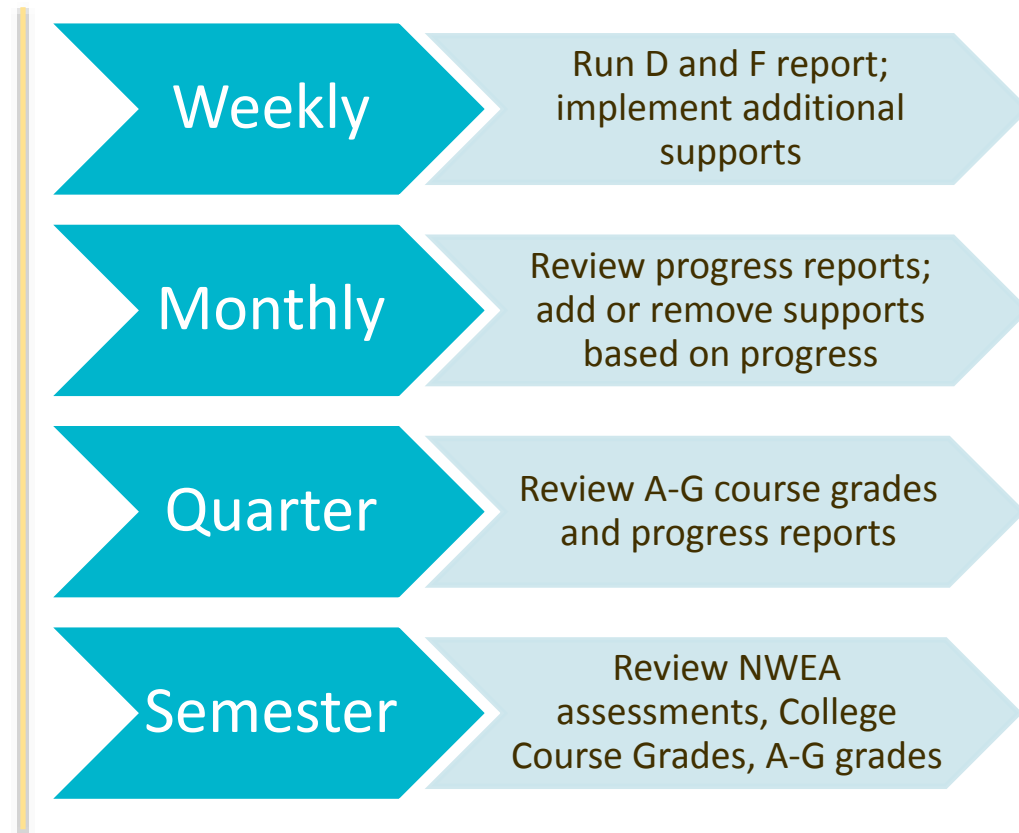 Weekly
Run D and F report;
implement additional
supports
Monthly
Review progress reports;
add or remove supports
based on progress
Quarter
Review A-G course grades
and progress reports
Semester
Review NWEA
assessments, College
Course Grades, A-G grades